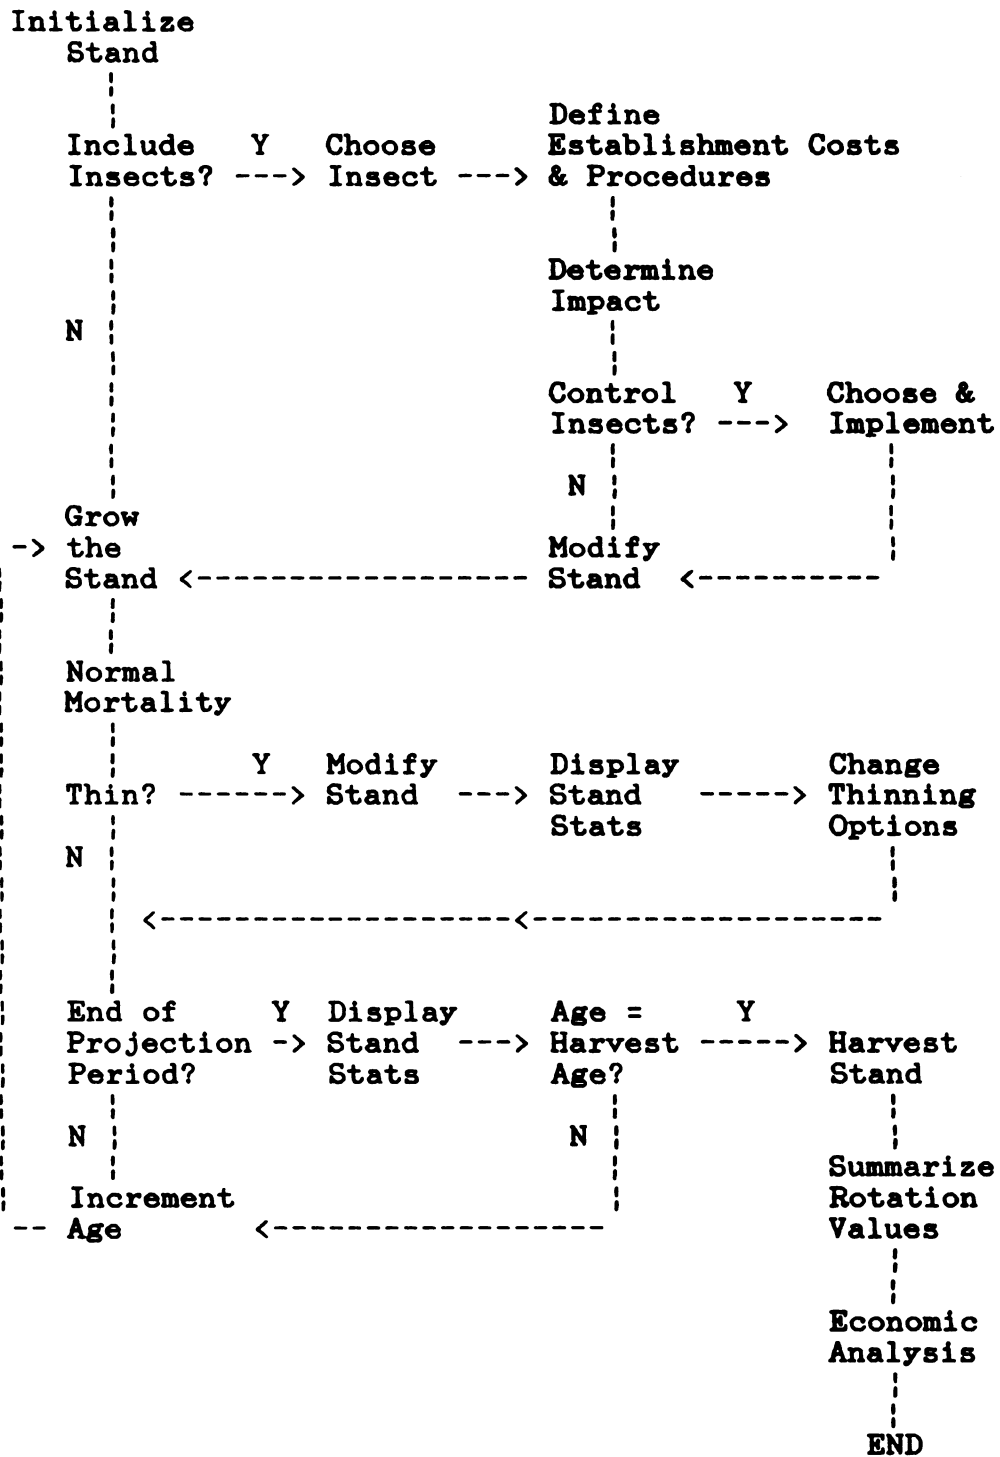 Initialize
Stand
Define
Include Y Choose Establishment Costs
Insects? ---> Insect ---> & Procedures
Determine
Impact
N
Control Y Choose &
Insects? ---> Implement
N
Grow
-> the Modify
Stand <------------------ Stand <----------
Normal
Mortality
Y Modify Display Change
Thin? ------> Stand ---> Stand -----> Thinning
Stats Options
N
<-------------------<-------------------
End of Y Display Age = Y
Projection -> Stand ---> Harvest -----> Harvest
Period? Stats Age? Stand
N N
Summarize
Increment Rotation
-- Age <------------------ Values
Economic
Analysis
END